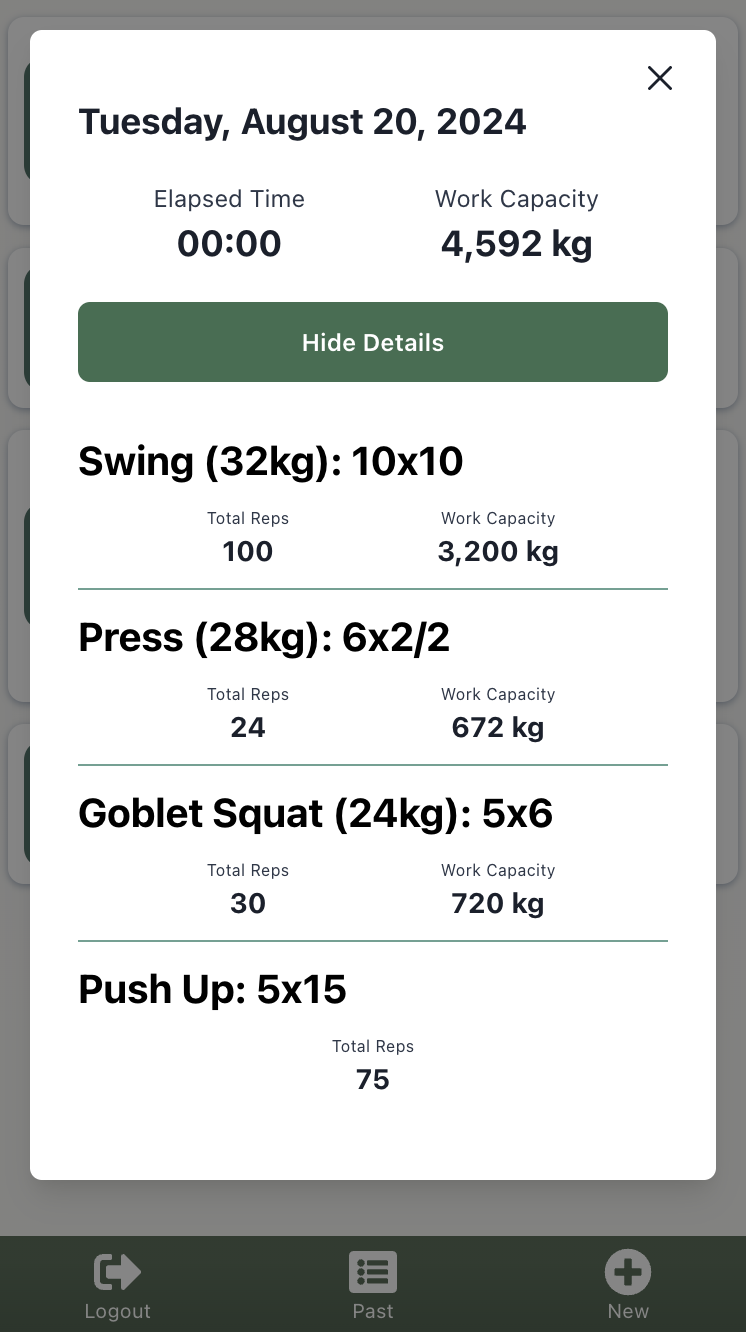 Tuesday, August 20, 2024
Elapsed Time
00:00
Work Capacity
4,592 kg
Hide Details
Swing (32kg): 10x10
Total Reps
100
Work Capacity
3,200 kg
Press (28kg): 6x2/2
Total Reps
24
Work Capacity
672 kg
Goblet Squat (24kg): 5x6
Total Reps
30
Work Capacity
720 kg
Push Up: 5x15
Total Reps
75
Logout
Past
New